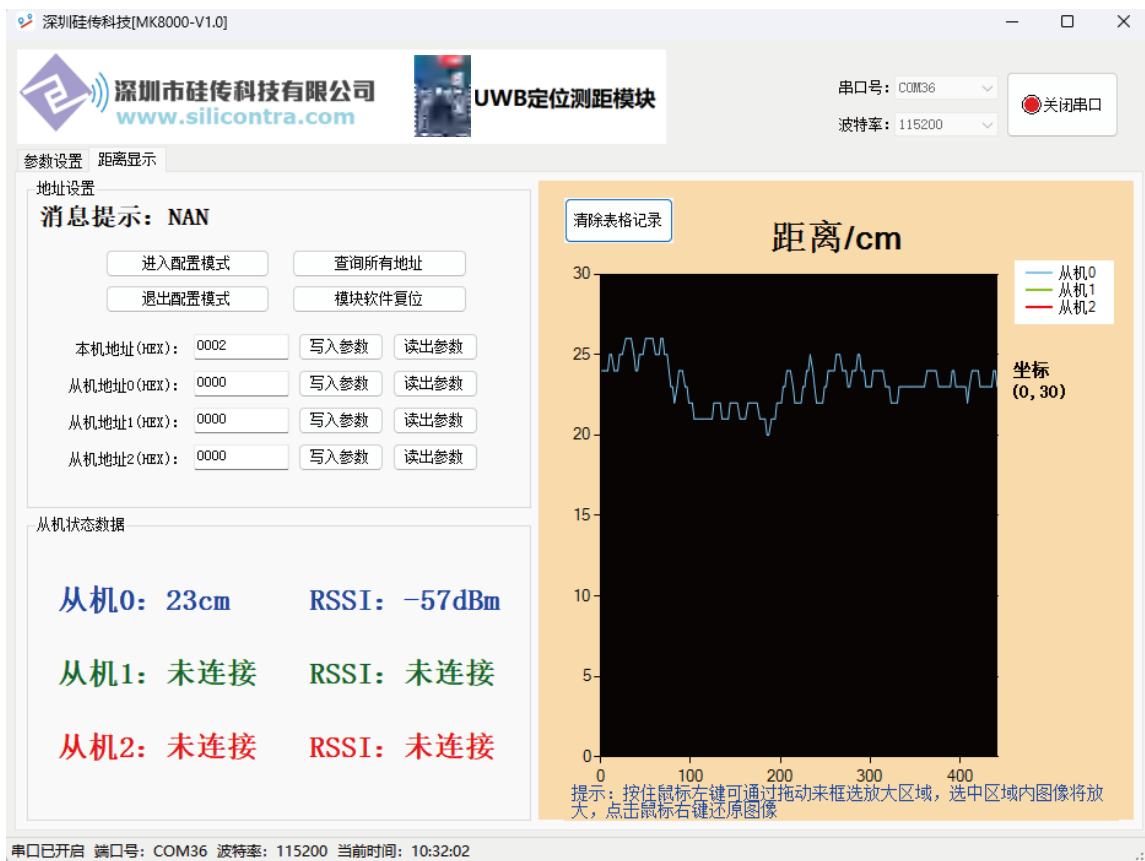 深圳硅传科技[MK8000-V1.0]
深圳市硅传科技有限公司
www.silicontra.com
UWB定位测距模块
串口号: COM36
波特率: 115200
关闭串口
参数设置 距离显示
地址设置
消息提示: NAN
进入配置模式 查询所有地址
退出配置模式 模块软件复位
本机地址(HEX): 0002 写入参数 读出参数
从机地址0(HEX): 0000 写入参数 读出参数
从机地址1(HEX): 0000 写入参数 读出参数
从机地址2(HEX): 0000 写入参数 读出参数
从机状态数据
从机0: 23cm RSSI: -57dBm
从机1: 未连接 RSSI: 未连接
从机2: 未连接 RSSI: 未连接
清除表格记录
距离/cm
30
25
20
15
10
5
0
0 100 200 300 400
从机0
从机1
从机2
坐标
(0,30)
提示: 按住鼠标左键可通过拖动来框选放大区域, 选中区域内图像将放
大, 点击鼠标右键还原图像
串口已开启 端口号: COM36 波特率: 115200 当前时间: 10:32:02